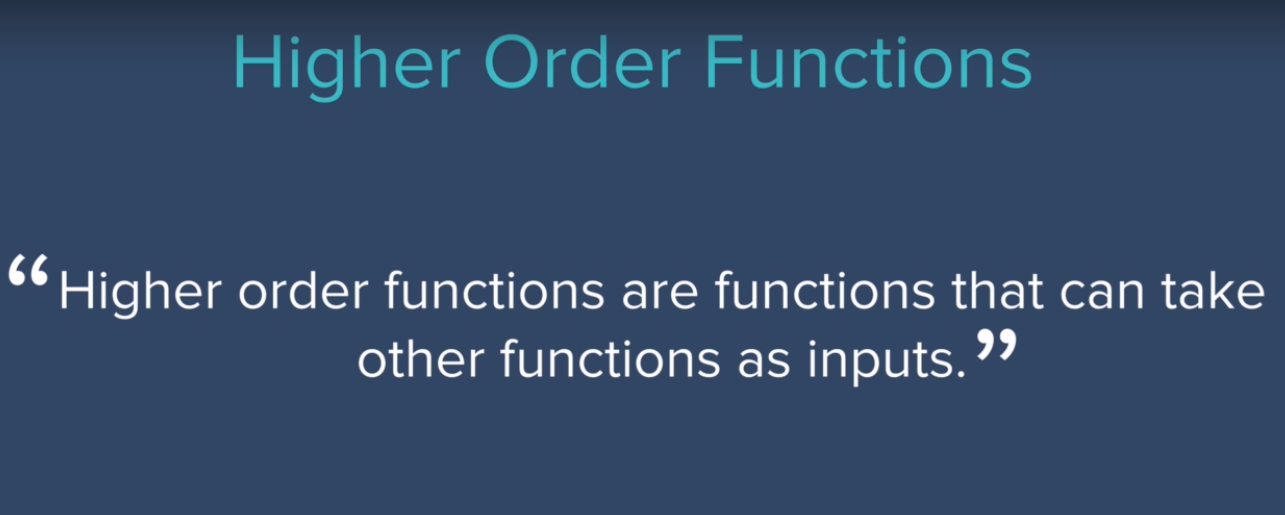 Higher Order Functions
“Higher order functions are functions that can take
other functions as inputs.”